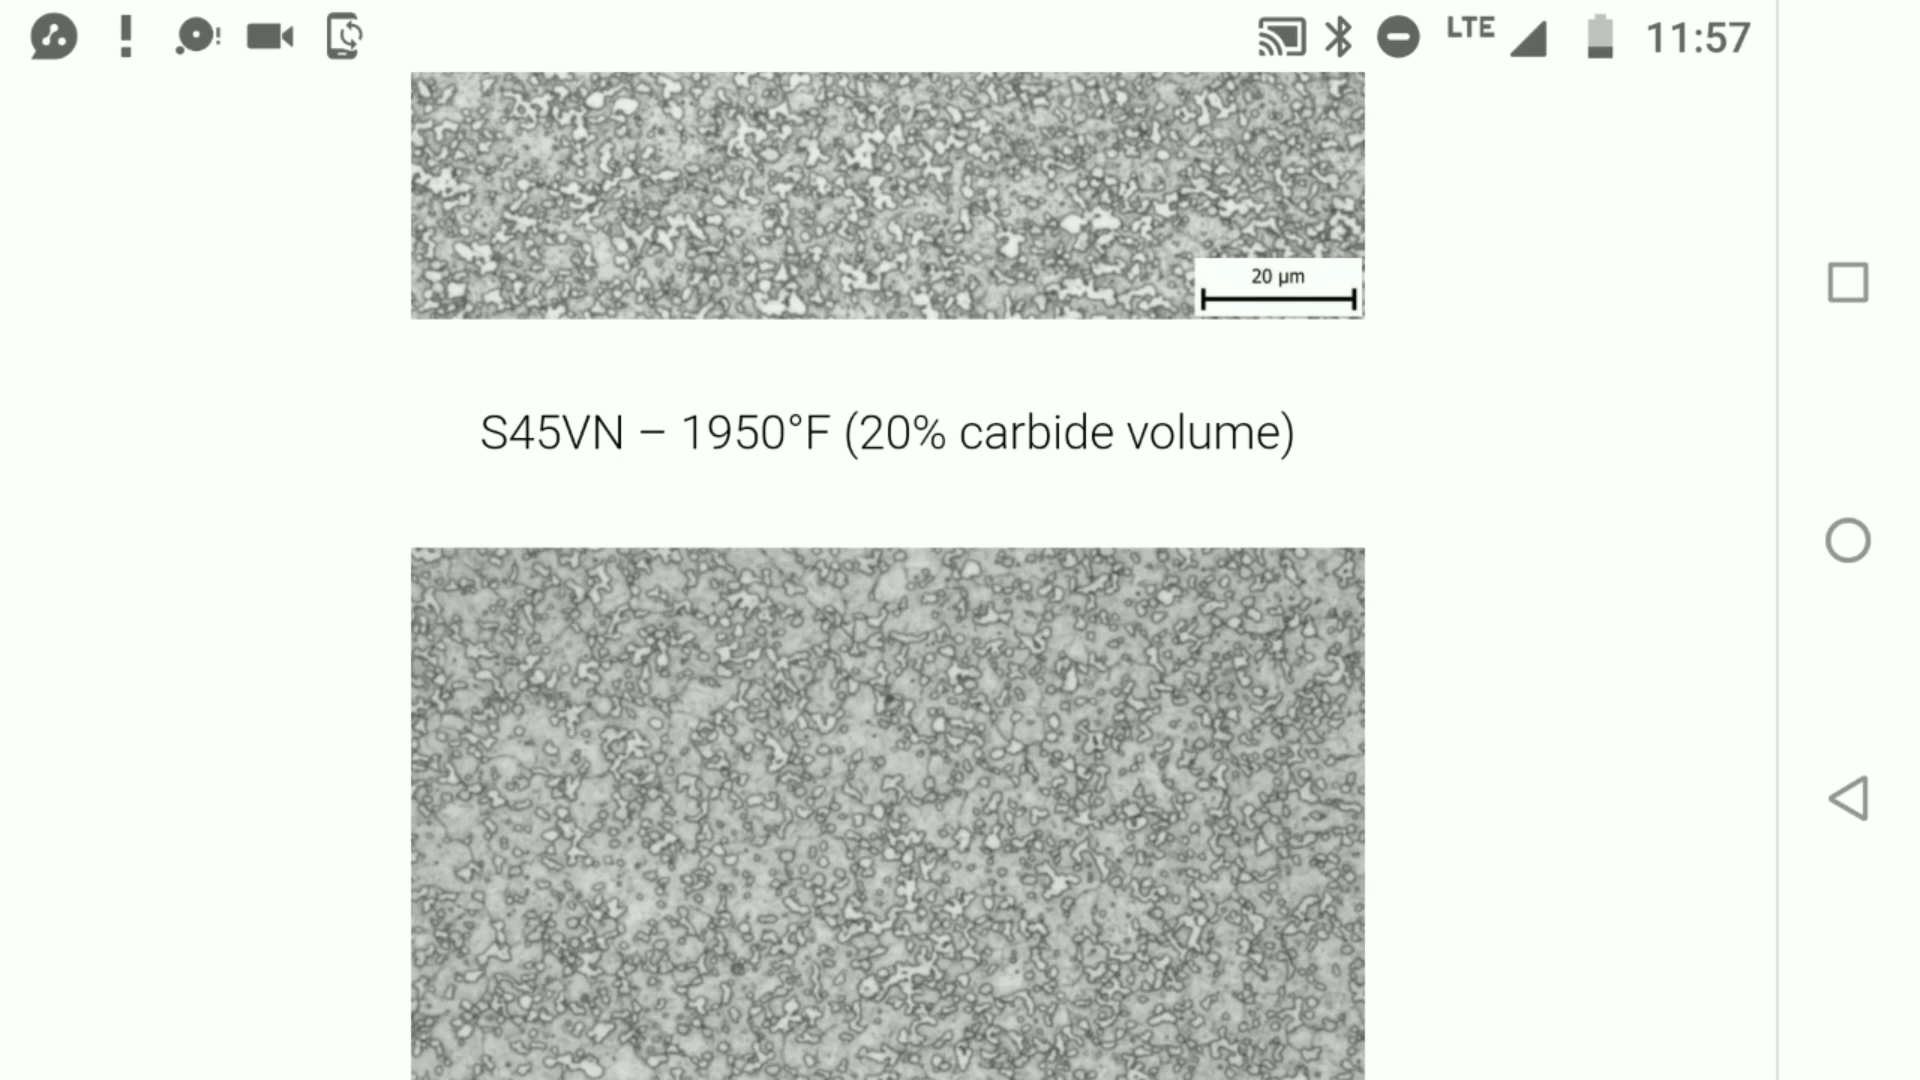 LTE 11:57
20 µm
S45VN – 1950°F (20% carbide volume)